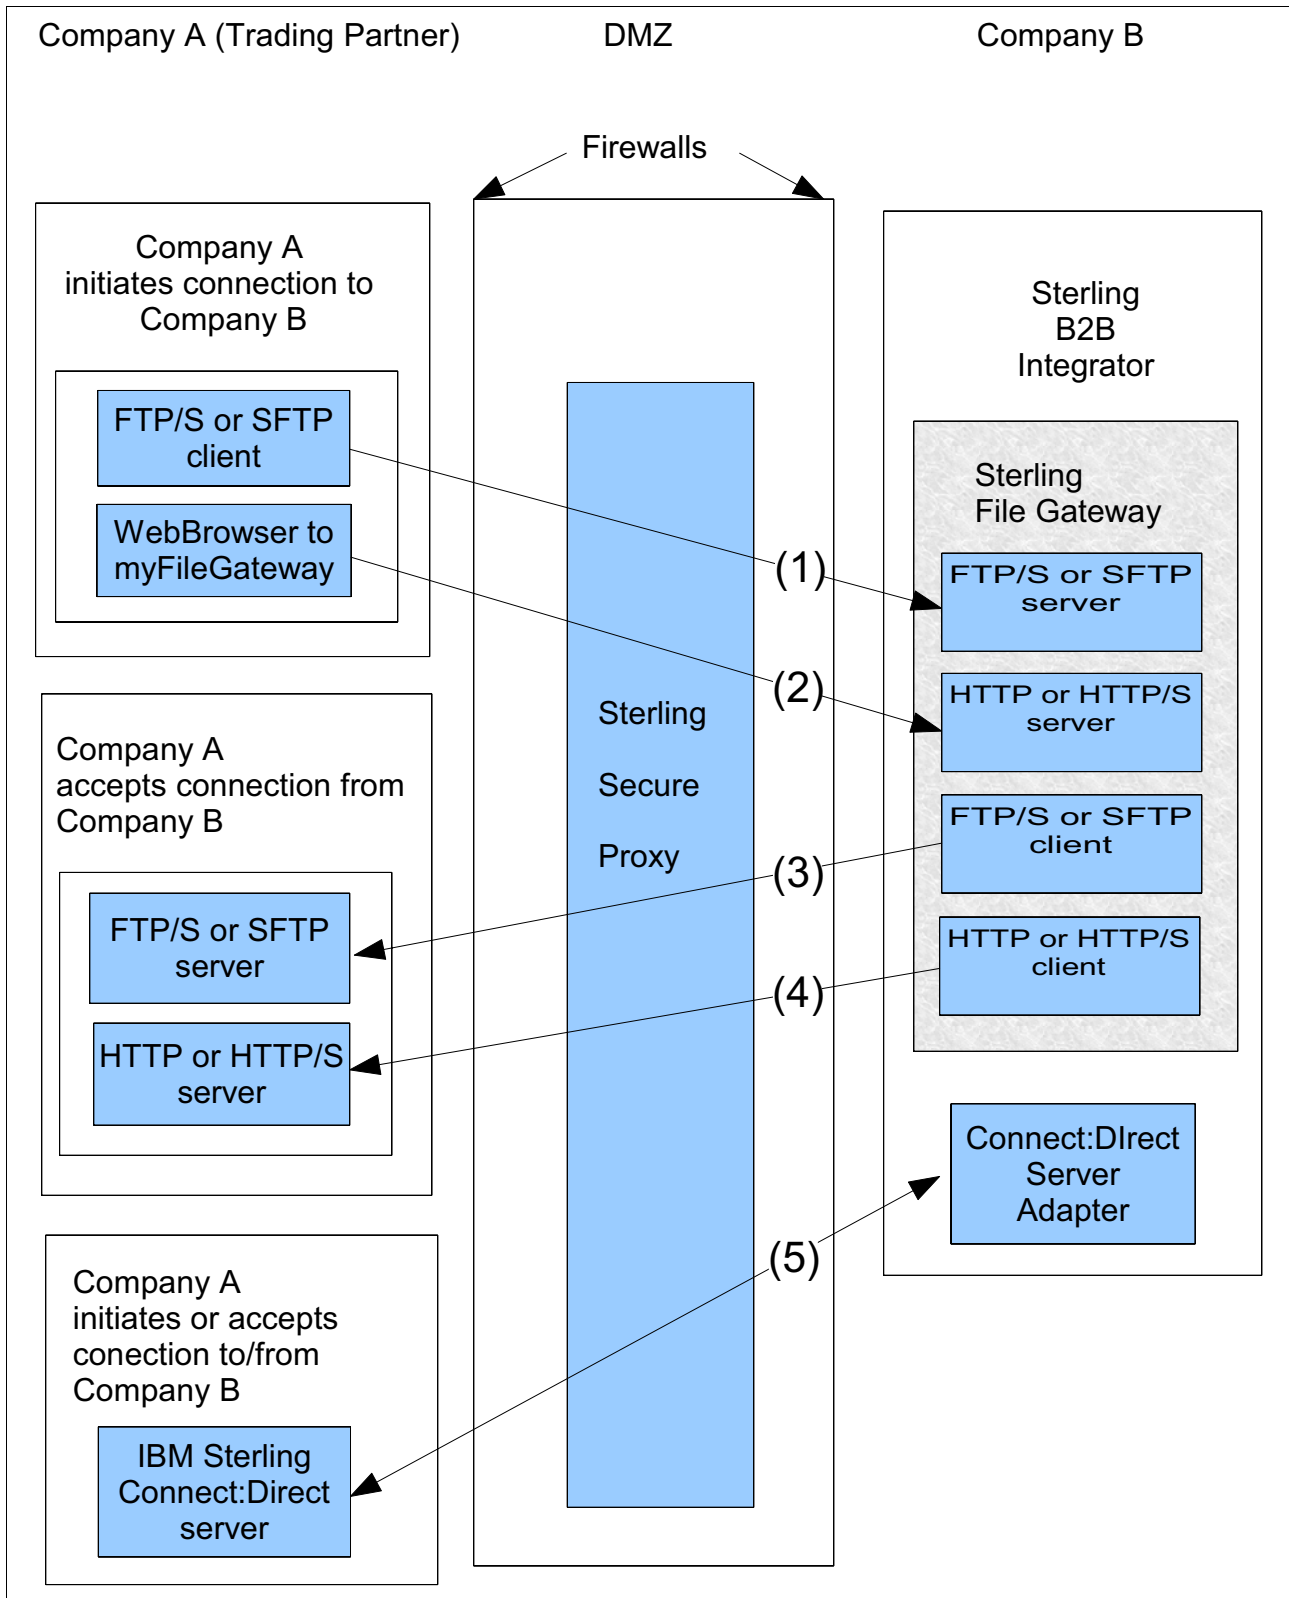 Company A (Trading Partner)
DMZ
Company B
Firewalls
Company A
initiates connection to
Company B
FTP/S or SFTP
client
WebBrowser to
myFileGateway
Company A
accepts connection from
Company B
FTP/S or SFTP
server
HTTP or HTTP/S
server
Company A
initiates or accepts
conection to/from
Company B
IBM Sterling
Connect:Direct
server
Sterling
Secure
Proxy
(1)
(2)
(3)
(4)
(5)
Sterling
B2B
Integrator
Sterling
File Gateway
FTP/S or SFTP
server
HTTP or HTTP/S
server
FTP/S or SFTP
client
HTTP or HTTP/S
client
Connect:DIrect
Server
Adapter